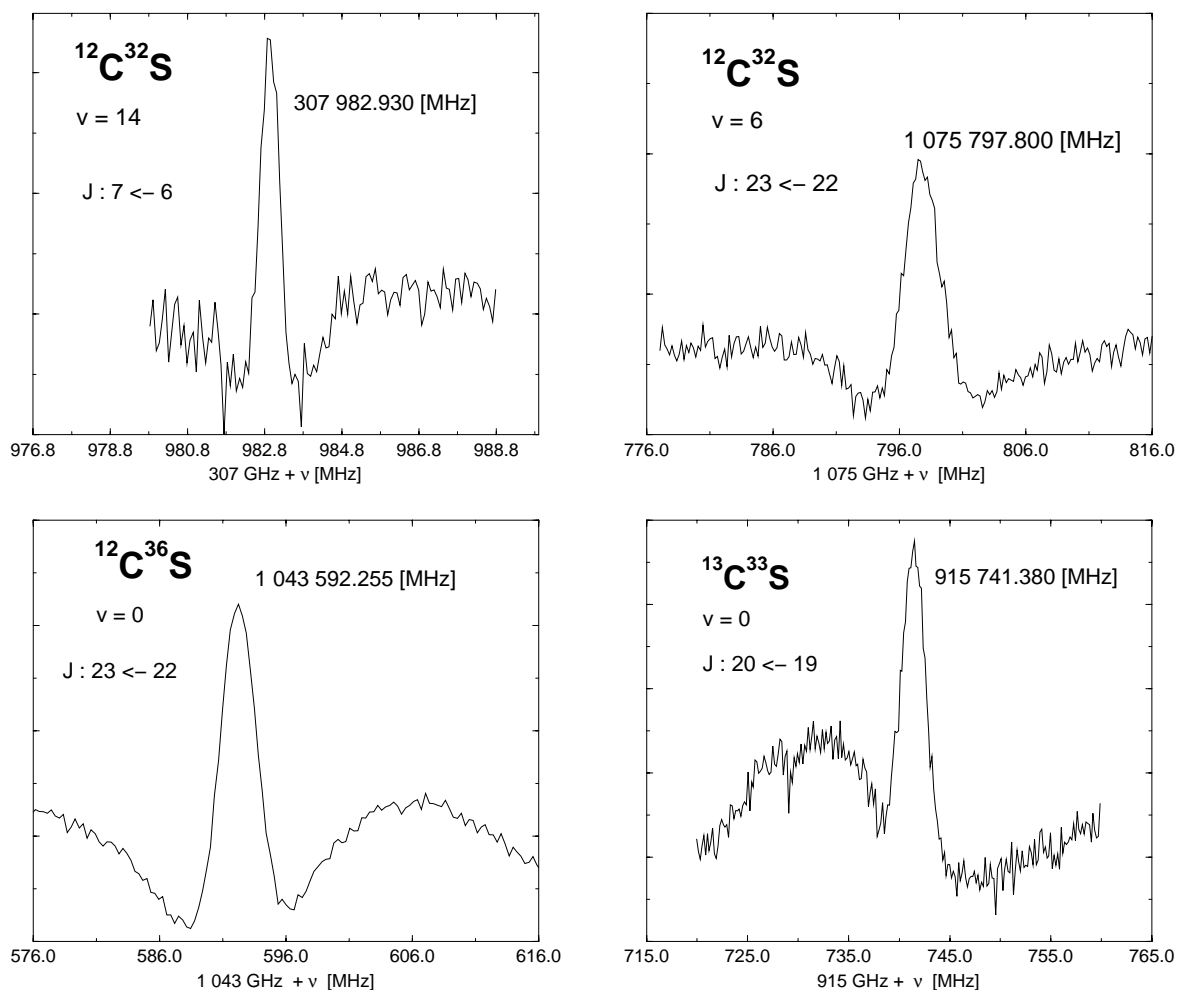 ¹²C³²S
v = 14
J : 7 <− 6
307 982.930 [MHz]
976.8 978.8 980.8 982.8 984.8 986.8 988.8
307 GHz + ν [MHz]
¹²C³²S
v = 6
J : 23 <− 22
1 075 797.800 [MHz]
776.0 786.0 796.0 806.0 816.0
1 075 GHz + ν [MHz]
¹²C³⁶S
v = 0
J : 23 <− 22
1 043 592.255 [MHz]
576.0 586.0 596.0 606.0 616.0
1 043 GHz + ν [MHz]
¹³C³³S
v = 0
J : 20 <− 19
915 741.380 [MHz]
715.0 725.0 735.0 745.0 755.0 765.0
915 GHz + ν [MHz]